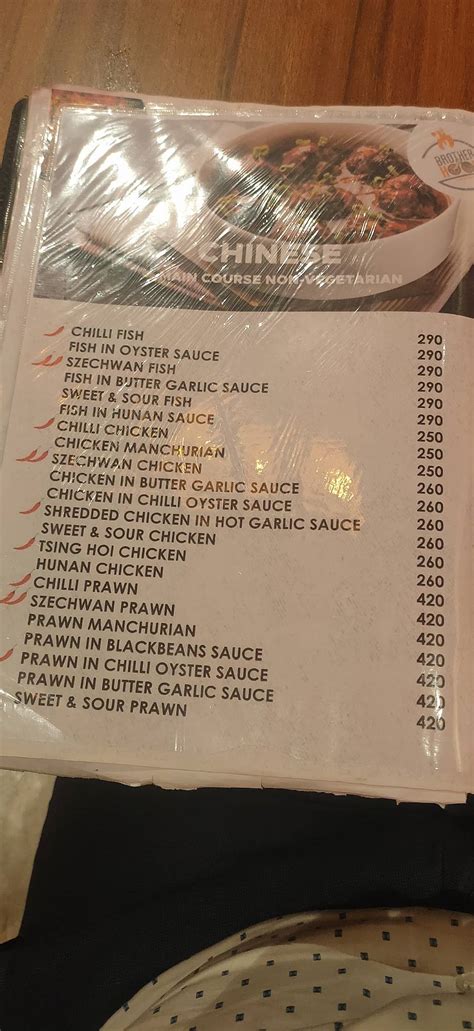 BROTHER
CHINESE
MAIN COURSE NON-VEGETARIAN
CHILLI FISH 290
FISH IN OYSTER SAUCE 290
SZECHWAN FISH 290
FISH IN BUTTER GARLIC SAUCE 290
SWEET & SOUR FISH 290
FISH IN HUNAN SAUCE 290
CHILLI CHICKEN 250
CHICKEN MANCHURIAN 250
SZECHWAN CHICKEN 250
CHICKEN IN BUTTER GARLIC SAUCE 260
CHICKEN IN CHILLI OYSTER SAUCE 260
SHREDDED CHICKEN IN HOT GARLIC SAUCE 260
SWEET & SOUR CHICKEN 260
TSING HOI CHICKEN 260
HUNAN CHICKEN 260
CHILLI PRAWN 420
SZECHWAN PRAWN 420
PRAWN MANCHURIAN 420
PRAWN IN BLACKBEANS SAUCE 420
PRAWN IN CHILLI OYSTER SAUCE 420
PRAWN IN BUTTER GARLIC SAUCE 420
SWEET & SOUR PRAWN 420